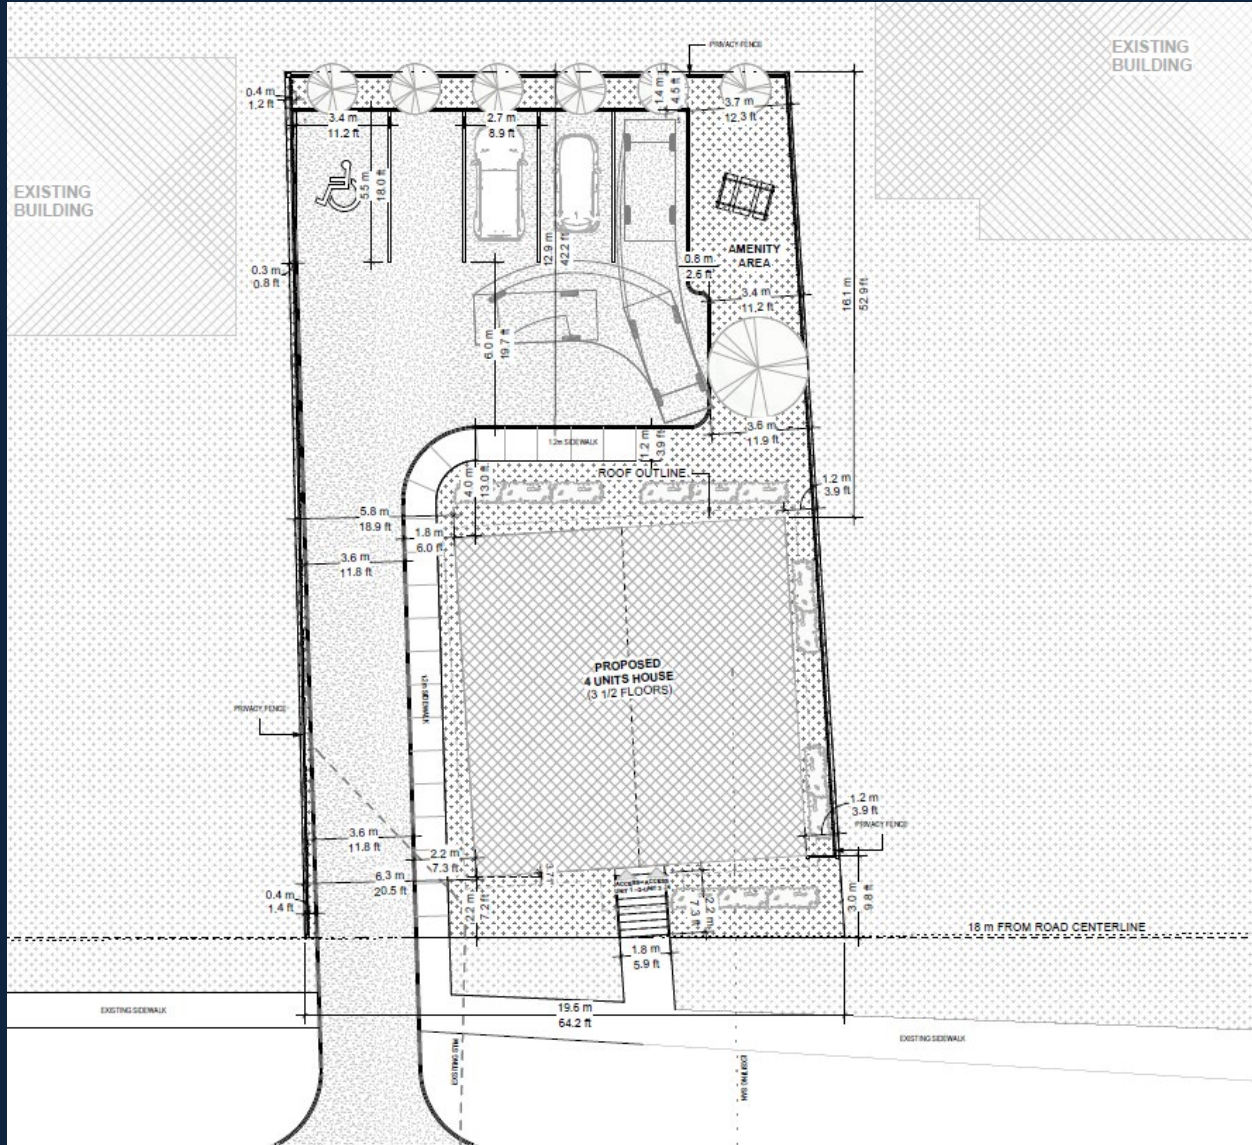 PRIVACY FENCE
EXISTING
BUILDING
0.4 m
1.2 ft
1.4 m
4.5 ft
3.7 m
12.3 ft
3.4 m
11.2 ft
2.7 m
8.9 ft
5.5 m
18.0 ft
EXISTING
BUILDING
AMENITY
AREA
12.9 m
42.2 ft
0.8 m
2.6 ft
0.3 m
0.8 ft
3.4 m
11.2 ft
16.1 m
52.9 ft
6.0 m
19.7 ft
3.6 m
11.9 ft
1.2m SIDEWALK
1.2 m
3.9 ft
ROOF OUTLINE
4.0 m
13.0 ft
1.2 m
3.9 ft
5.8 m
18.9 ft
1.8 m
6.0 ft
3.6 m
11.8 ft
PROPOSED
4 UNITS HOUSE
(3 1/2 FLOORS)
1.2m SIDEWALK
PRIVACY FENCE
1.2 m
3.9 ft
PRIVACY FENCE
3.6 m
11.8 ft
2.2 m
7.3 ft
6.3 m
20.5 ft
0.4 m
1.4 ft
2.2 m
7.2 ft
2.2 m
7.3 ft
3.0 m
9.8 ft
18 m FROM ROAD CENTERLINE
1.8 m
5.9 ft
EXISTING SIDEWALK
19.6 m
64.2 ft
EXISTING SIDEWALK
EXISTING STM
EXISTING SAN